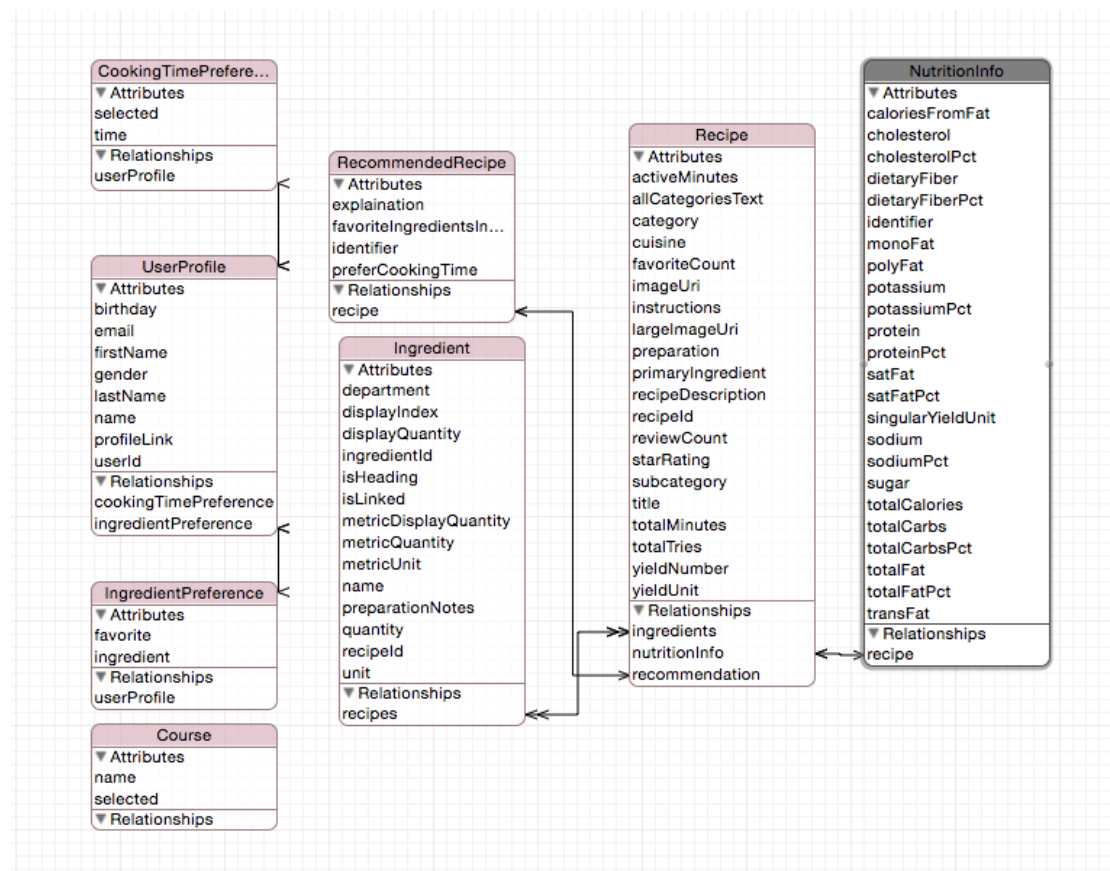 CookingTimePrefere...
Attributes
selected
time
Relationships
userProfile
UserProfile
Attributes
birthday
email
firstName
gender
lastName
name
profileLink
userId
Relationships
cookingTimePreference
ingredientPreference
IngredientPreference
Attributes
favorite
ingredient
Relationships
userProfile
Course
Attributes
name
selected
Relationships
RecommendedRecipe
Attributes
explaination
favoriteIngredientsIn...
identifier
preferCookingTime
Relationships
recipe
Ingredient
Attributes
department
displayIndex
displayQuantity
ingredientId
isHeading
isLinked
metricDisplayQuantity
metricQuantity
metricUnit
name
preparationNotes
quantity
recipeId
unit
Relationships
recipes
Recipe
Attributes
activeMinutes
allCategoriesText
category
cuisine
favoriteCount
imageUri
instructions
largeImageUri
preparation
primaryIngredient
recipeDescription
recipeId
reviewCount
starRating
subcategory
title
totalMinutes
totalTries
yieldNumber
yieldUnit
Relationships
ingredients
nutritionInfo
recommendation
NutritionInfo
Attributes
caloriesFromFat
cholesterol
cholesterolPct
dietaryFiber
dietaryFiberPct
identifier
monoFat
polyFat
potassium
potassiumPct
protein
proteinPct
satFat
satFatPct
singularYieldUnit
sodium
sodiumPct
sugar
totalCalories
totalCarbs
totalCarbsPct
totalFat
totalFatPct
transFat
Relationships
recipe